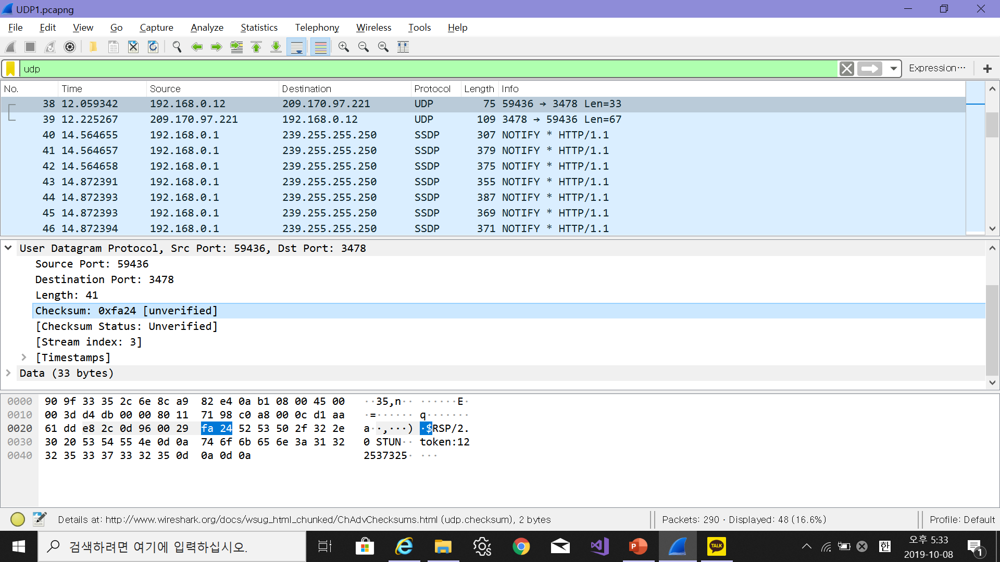 UDP1.pcapng
File Edit View Go Capture Analyze Statistics Telephony Wireless Tools Help
udp Expression… +
No. Time Source Destination Protocol Length Info
38 12.059342 192.168.0.12 209.170.97.221 UDP 75 59436 → 3478 Len=33
39 12.225267 209.170.97.221 192.168.0.12 UDP 109 3478 → 59436 Len=67
40 14.564655 192.168.0.1 239.255.255.250 SSDP 307 NOTIFY * HTTP/1.1
41 14.564657 192.168.0.1 239.255.255.250 SSDP 379 NOTIFY * HTTP/1.1
42 14.564658 192.168.0.1 239.255.255.250 SSDP 375 NOTIFY * HTTP/1.1
43 14.872391 192.168.0.1 239.255.255.250 SSDP 355 NOTIFY * HTTP/1.1
44 14.872393 192.168.0.1 239.255.255.250 SSDP 387 NOTIFY * HTTP/1.1
45 14.872393 192.168.0.1 239.255.255.250 SSDP 369 NOTIFY * HTTP/1.1
46 14.872394 192.168.0.1 239.255.255.250 SSDP 371 NOTIFY * HTTP/1.1
User Datagram Protocol, Src Port: 59436, Dst Port: 3478
Source Port: 59436
Destination Port: 3478
Length: 41
Checksum: 0xfa24 [unverified]
[Checksum Status: Unverified]
[Stream index: 3]
[Timestamps]
Data (33 bytes)
0000 90 9f 33 35 2c 6e 8c a9 82 e4 0a b1 08 00 45 00 ··35,n·· ······E·
0010 00 3d d4 db 00 00 80 11 71 98 c0 a8 00 0c d1 aa ·=······ q·······
0020 61 dd e8 2c 0d 96 00 29 fa 24 52 53 50 2f 32 2e a··,···) ·$RSP/2.
0030 30 20 53 54 55 4e 0d 0a 74 6f 6b 65 6e 3a 31 32 0 STUN·· token:12
0040 32 35 33 37 33 32 35 0d 0a 0d 0a 2537325· ···
Details at: http://www.wireshark.org/docs/wsug_html_chunked/ChAdvChecksums.html (udp.checksum), 2 bytes Packets: 290 · Displayed: 48 (16.6%) Profile: Default
검색하려면 여기에 입력하십시오. P TALK 한 오후 5:33
2019-10-08 1